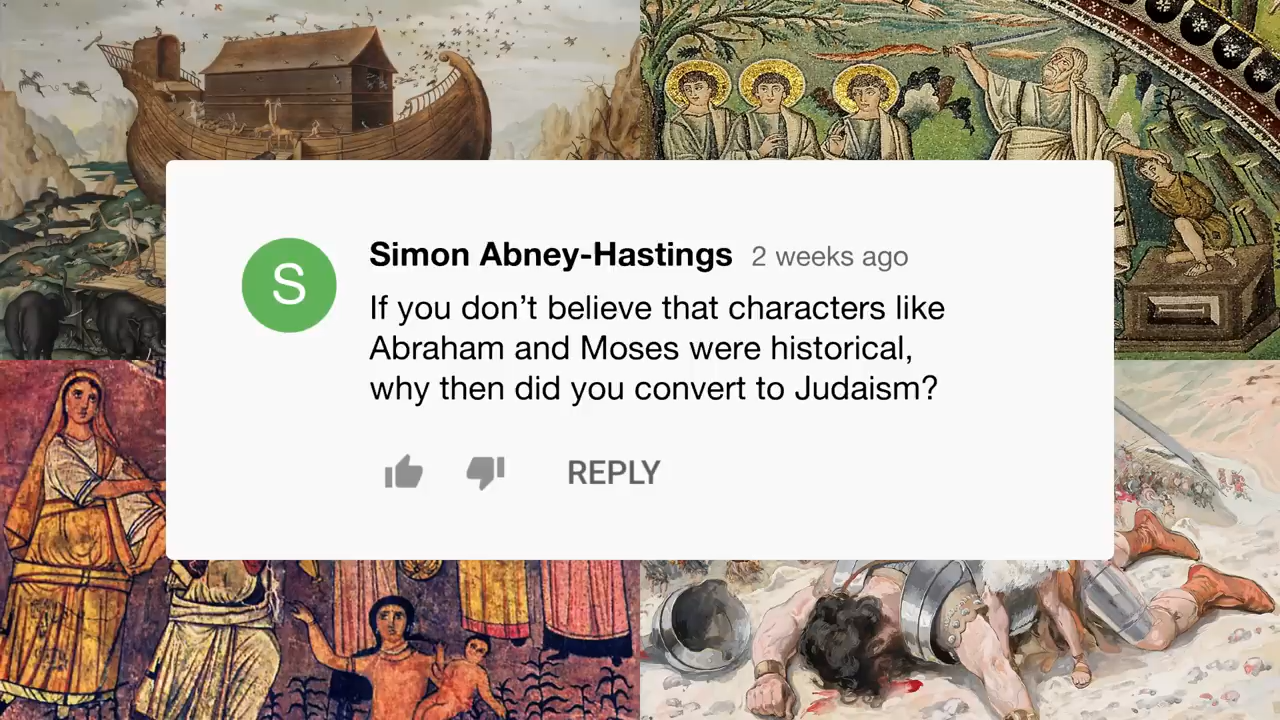 S
Simon Abney-Hastings 2 weeks ago
If you don’t believe that characters like
Abraham and Moses were historical,
why then did you convert to Judaism?
REPLY